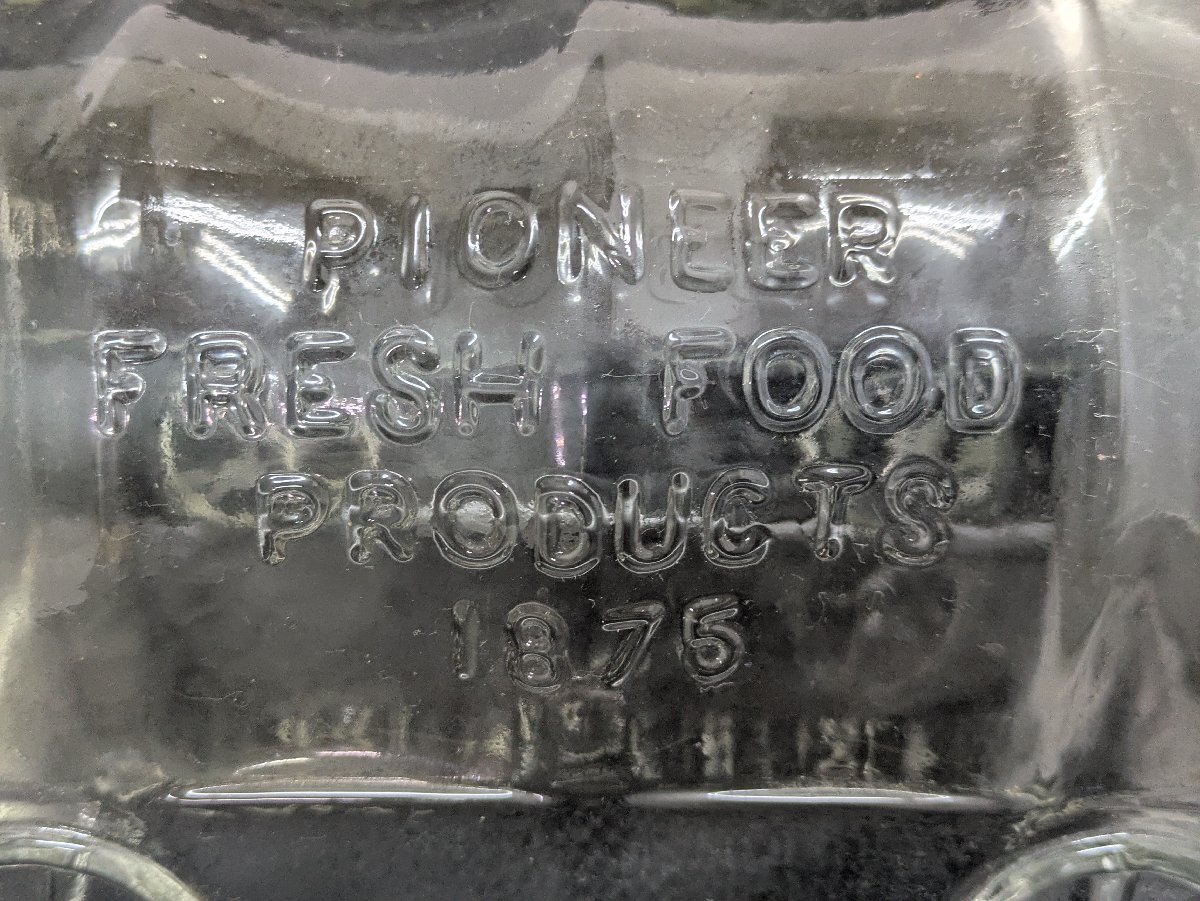 PIONEER
FRESH FOOD
PRODUCTS
1875